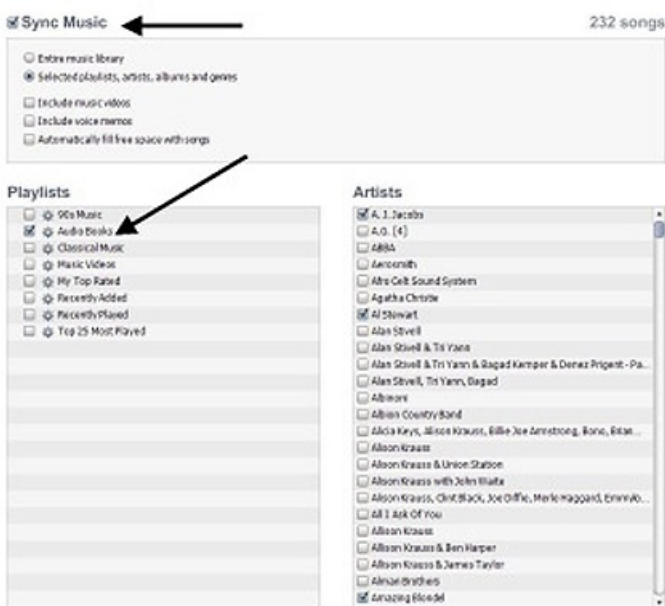 Sync Music
232 songs
Entire music library
Selected playlists, artists, albums and genres
Include music videos
Include voice memos
Automatically fill free space with songs
Playlists
90s Music
Audio Books
Classical Music
Music Videos
My Top Rated
Recently Added
Recently Played
Top 25 Most Played
Artists
A. J. Jacobs
A.G. [4]
ABBA
Aerosmith
Afro Celt Sound System
Agatha Christie
Al Stewart
Alan Stivell
Alan Stivell & Tri Yann
Alan Stivell & Tri Yann & Bagad Kemper & Denez Prigent - Pa...
Alan Stivell, Tri Yann, Bagad
Albinoni
Albion Country Band
Alicia Keys, Alison Krauss, Billie Joe Armstrong, Bono, Brian...
Alison Krauss
Alison Krauss & Union Station
Alison Krauss with John Waite
Alison Krauss, Clint Black, Joe Diffie, Merle Haggard, Emmylo...
All I Ask Of You
Allison Krauss
Allison Krauss & Ben Harper
Allison Krauss & James Taylor
Alman Brothers
Amazing Blondel